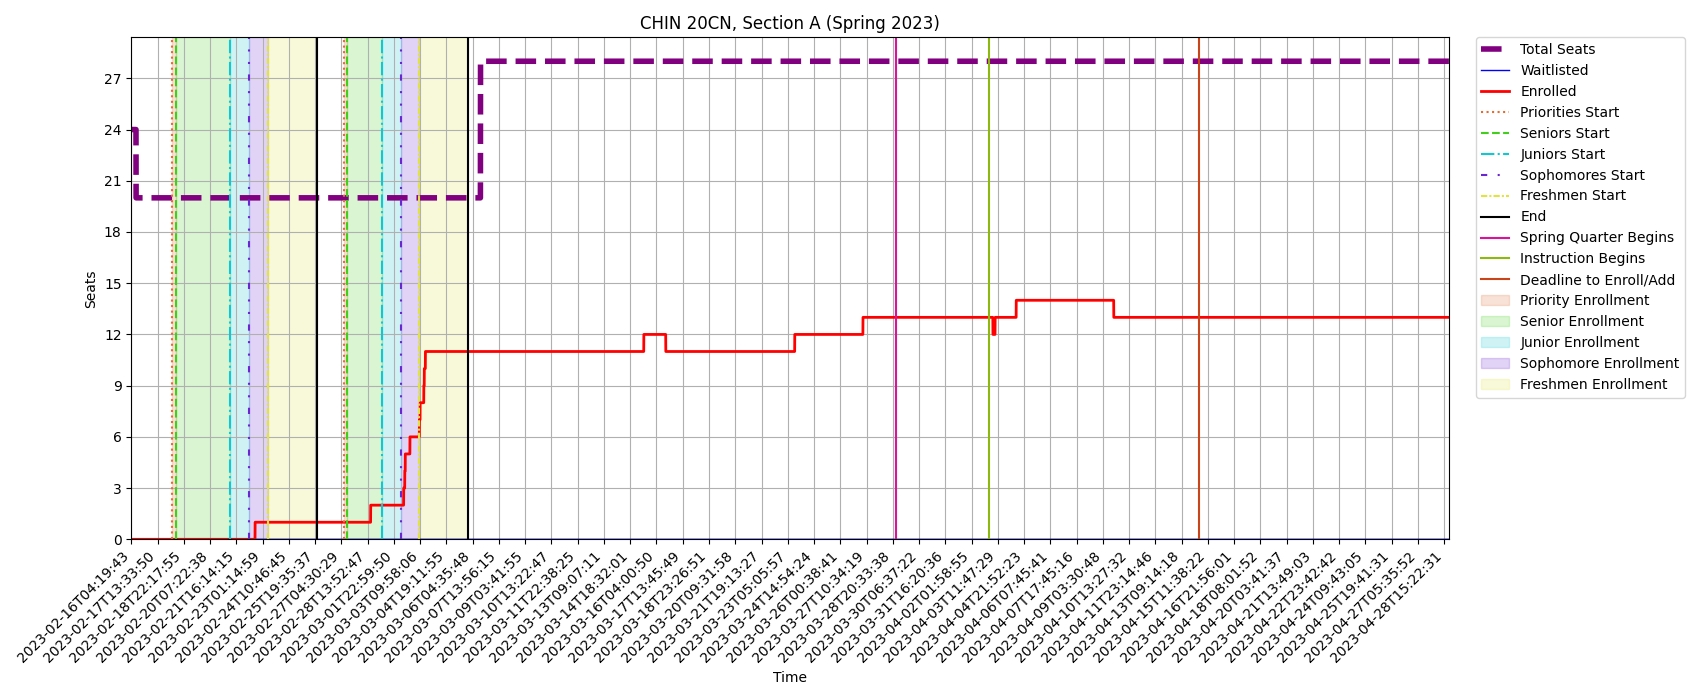 CHIN 20CN, Section A (Spring 2023)
Seats
27
24
21
18
15
12
9
6
3
0
2023-02-16T04:19:43
2023-02-17T13:33:50
2023-02-18T22:17:55
2023-02-20T07:22:38
2023-02-21T16:14:15
2023-02-23T01:14:59
2023-02-24T10:46:45
2023-02-25T19:35:37
2023-02-27T04:30:29
2023-02-28T13:52:47
2023-03-01T22:59:50
2023-03-03T09:58:06
2023-03-04T19:11:55
2023-03-06T04:35:48
2023-03-07T13:56:15
2023-03-09T03:41:55
2023-03-10T13:22:47
2023-03-11T22:38:25
2023-03-13T09:07:11
2023-03-14T18:32:01
2023-03-16T04:00:50
2023-03-17T13:45:49
2023-03-18T23:26:51
2023-03-20T09:31:58
2023-03-21T19:13:27
2023-03-23T05:05:57
2023-03-24T14:54:24
2023-03-26T00:38:41
2023-03-27T10:34:19
2023-03-28T20:33:38
2023-03-30T06:37:22
2023-03-31T16:20:36
2023-04-02T01:58:55
2023-04-03T11:47:29
2023-04-04T21:52:23
2023-04-06T07:45:41
2023-04-07T17:45:16
2023-04-09T03:30:48
2023-04-10T13:27:32
2023-04-11T23:14:46
2023-04-13T09:14:18
2023-04-15T11:38:22
2023-04-16T21:56:01
2023-04-18T08:01:52
2023-04-20T03:41:37
2023-04-21T13:49:03
2023-04-22T23:42:42
2023-04-24T09:43:05
2023-04-25T19:41:31
2023-04-27T05:35:52
2023-04-28T15:22:31
Time
Total Seats
Waitlisted
Enrolled
Priorities Start
Seniors Start
Juniors Start
Sophomores Start
Freshmen Start
End
Spring Quarter Begins
Instruction Begins
Deadline to Enroll/Add
Priority Enrollment
Senior Enrollment
Junior Enrollment
Sophomore Enrollment
Freshmen Enrollment